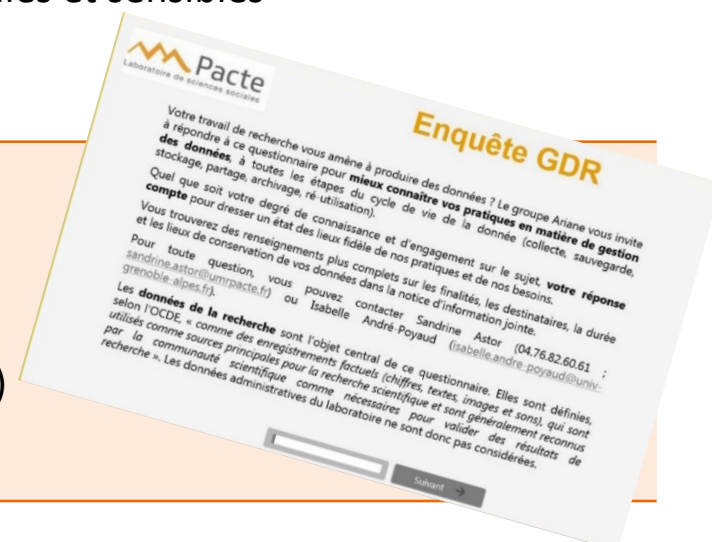 et sensibles
Pacte
Laboratoire de sciences sociales
Enquête GDR
Votre travail de recherche vous amène à produire des données ? Le groupe Ariane vous invite
à répondre à ce questionnaire pour mieux connaître vos pratiques en matière de gestion
des données, à toutes les étapes du cycle de vie de la donnée (collecte, sauvegarde,
stockage, partage, archivage, ré-utilisation).
Quel que soit votre degré de connaissance et d'engagement sur le sujet, votre réponse
compte pour dresser un état des lieux fidèle de nos pratiques et de nos besoins.
Vous trouverez des renseignements plus complets sur les finalités, les destinataires, la durée
et les lieux de conservation de vos données dans la notice d'information jointe.
Pour toute question, vous pouvez contacter Sandrine Astor (04.76.82.60.61 ;
sandrine.astor@umrpacte.fr) ou Isabelle André-Poyaud (isabelle.andre-poyaud@univ-
grenoble-alpes.fr).
Les données de la recherche sont l'objet central de ce questionnaire. Elles sont définies,
selon l'OCDE, « comme des enregistrements factuels (chiffres, textes, images et sons), qui sont
utilisés comme sources principales pour la recherche scientifique et sont généralement reconnus
par la communauté scientifique comme nécessaires pour valider des résultats de
recherche ». Les données administratives du laboratoire ne sont donc pas considérées.
Suivant
)